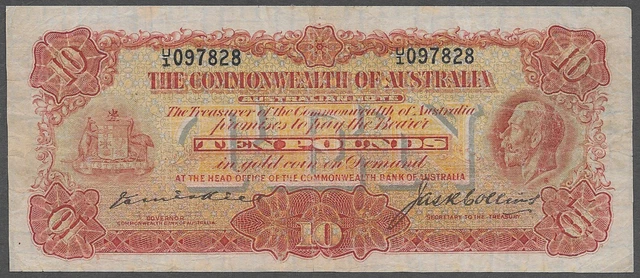 10 10
U/1 097828 U/1 097828
THE COMMONWEALTH OF AUSTRALIA
AUSTRALIAN NOTE
The Treasurer of the Commonwealth of Australia
promises to pay the Bearer
TEN POUNDS
in gold coin on Demand
AT THE HEAD OFFICE OF THE COMMONWEALTH BANK OF AUSTRALIA
Jas R Collins
GOVERNOR SECRETARY TO THE TREASURY
COMMONWEALTH BANK OF AUSTRALIA
10 10 10